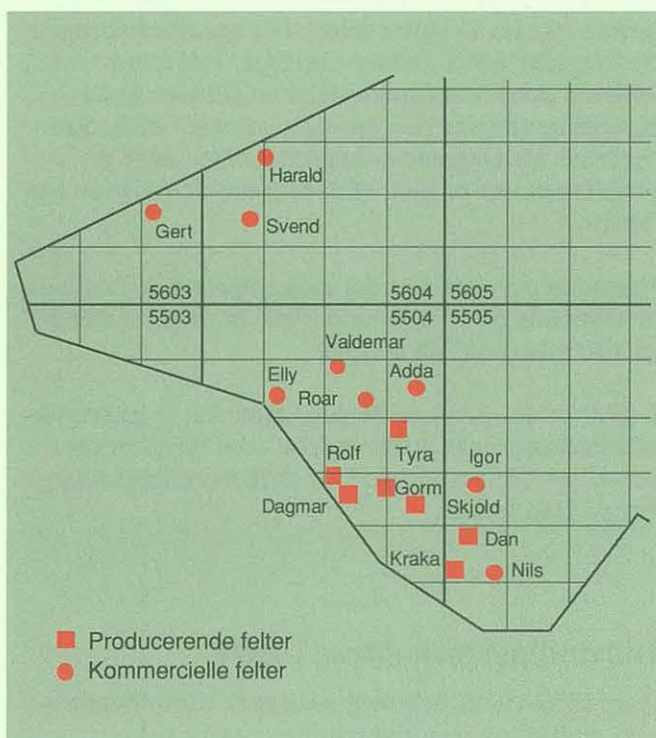 Harald
Gert
Svend
5603
5604 5605
5503
5504 5505
Valdemar
Elly
Adda
Roar
Rolf
Tyra
Igor
Gorm
Dagmar
Skjold
Dan
Kraka
Nils
Producerende felter
Kommercielle felter